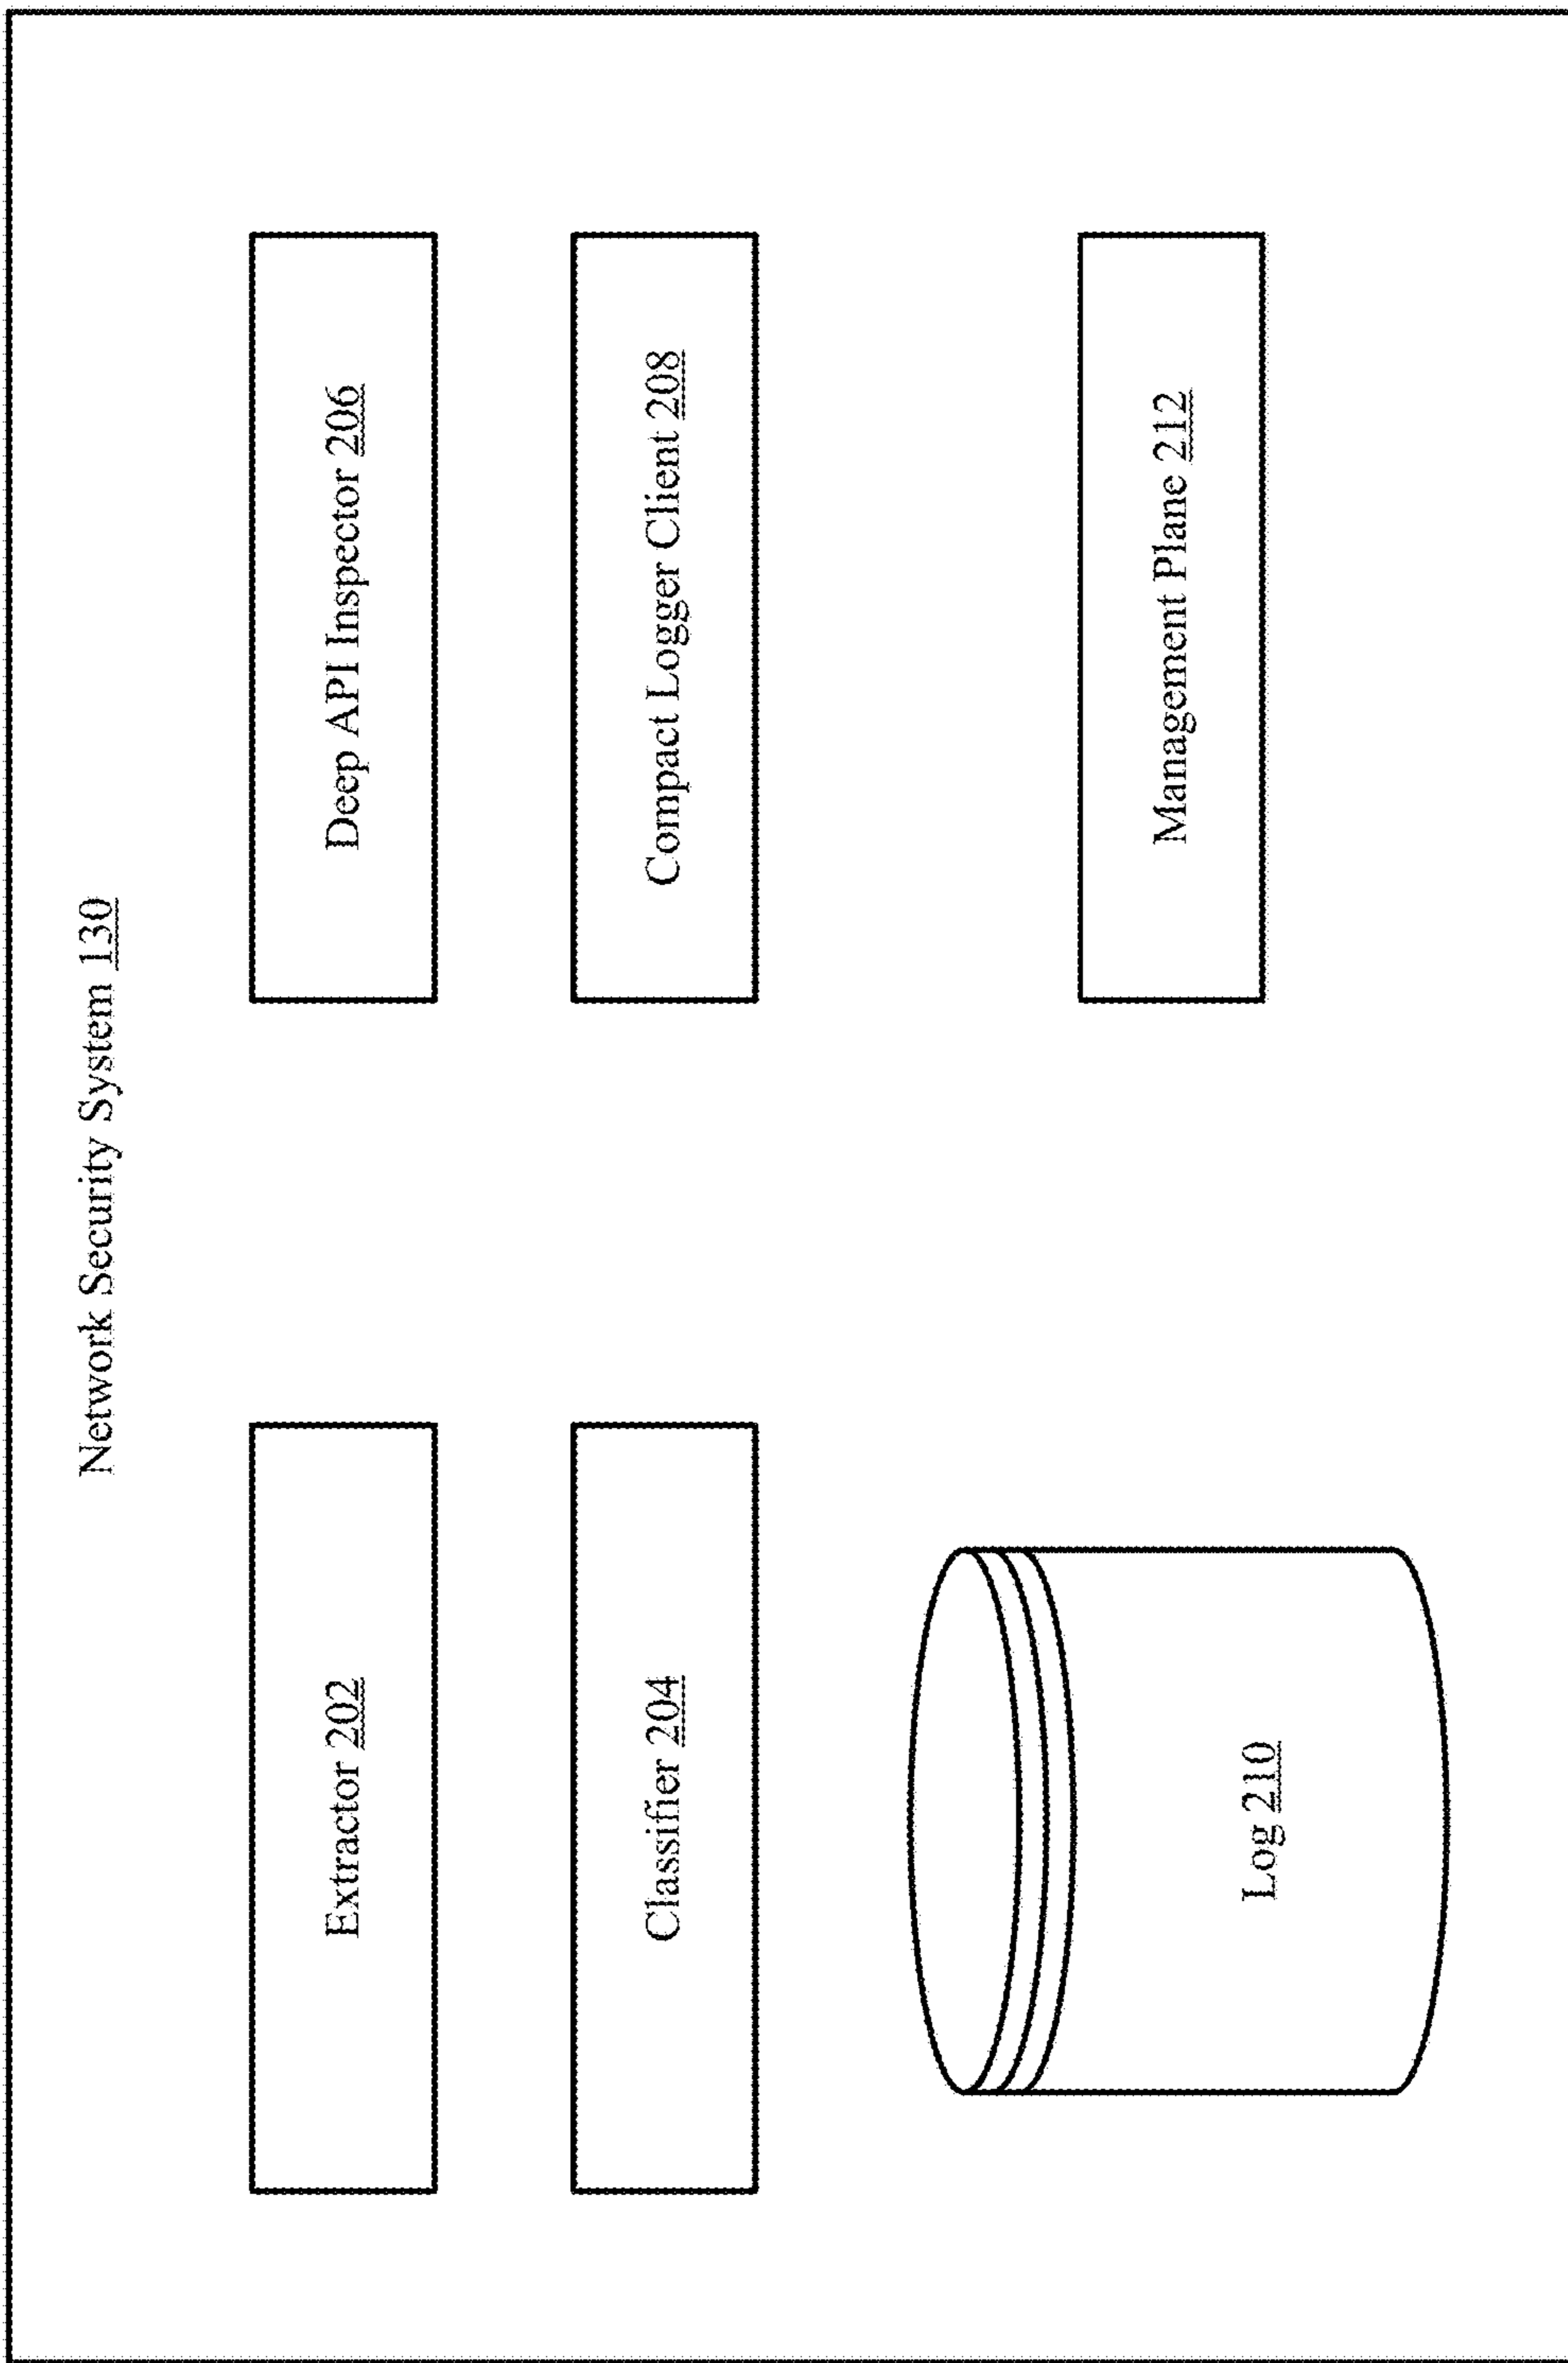 Network Security System 130
Extractor 202
Deep API Inspector 206
Classifier 204
Compact Logger Client 208
Log 210
Management Plane 212